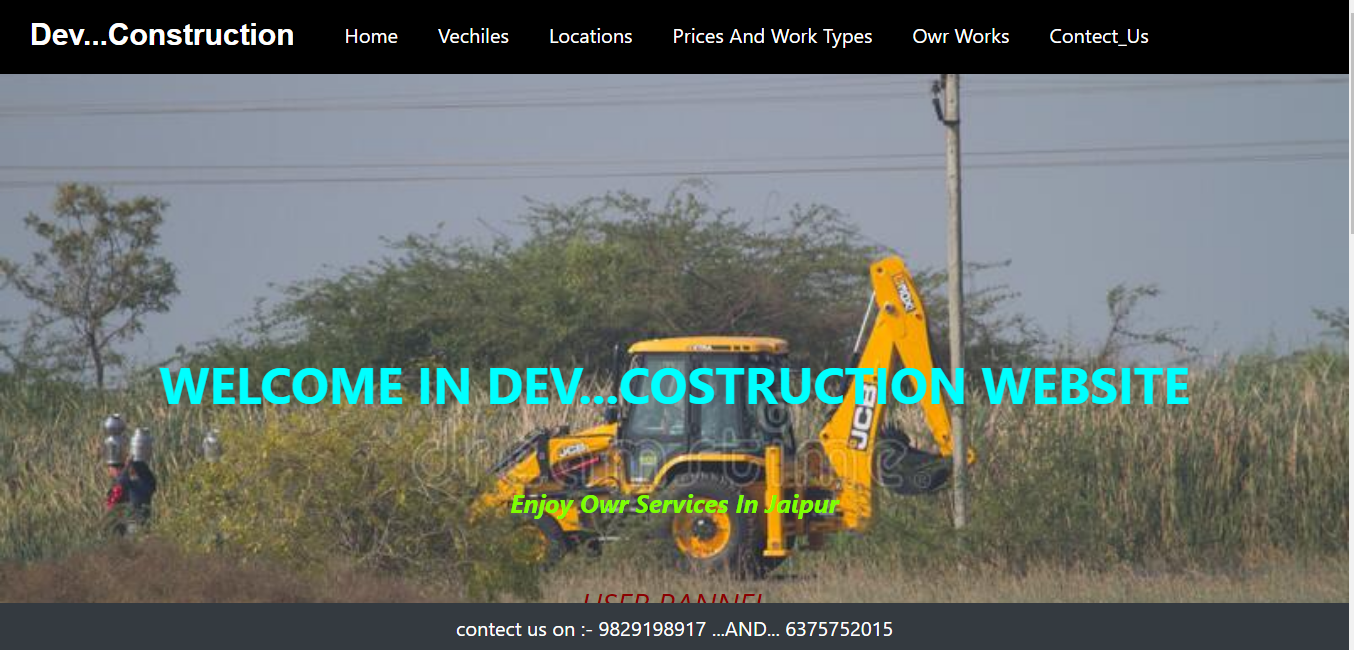 Dev...Construction Home Vechiles Locations Prices And Work Types Owr Works Contect_Us
WELCOME IN DEV...COSTRUCTION WEBSITE
JCB
JCB
dreamstime
Enjoy Owr Services In Jaipur
USER PANNEL
contect us on :- 9829198917 ...AND... 6375752015